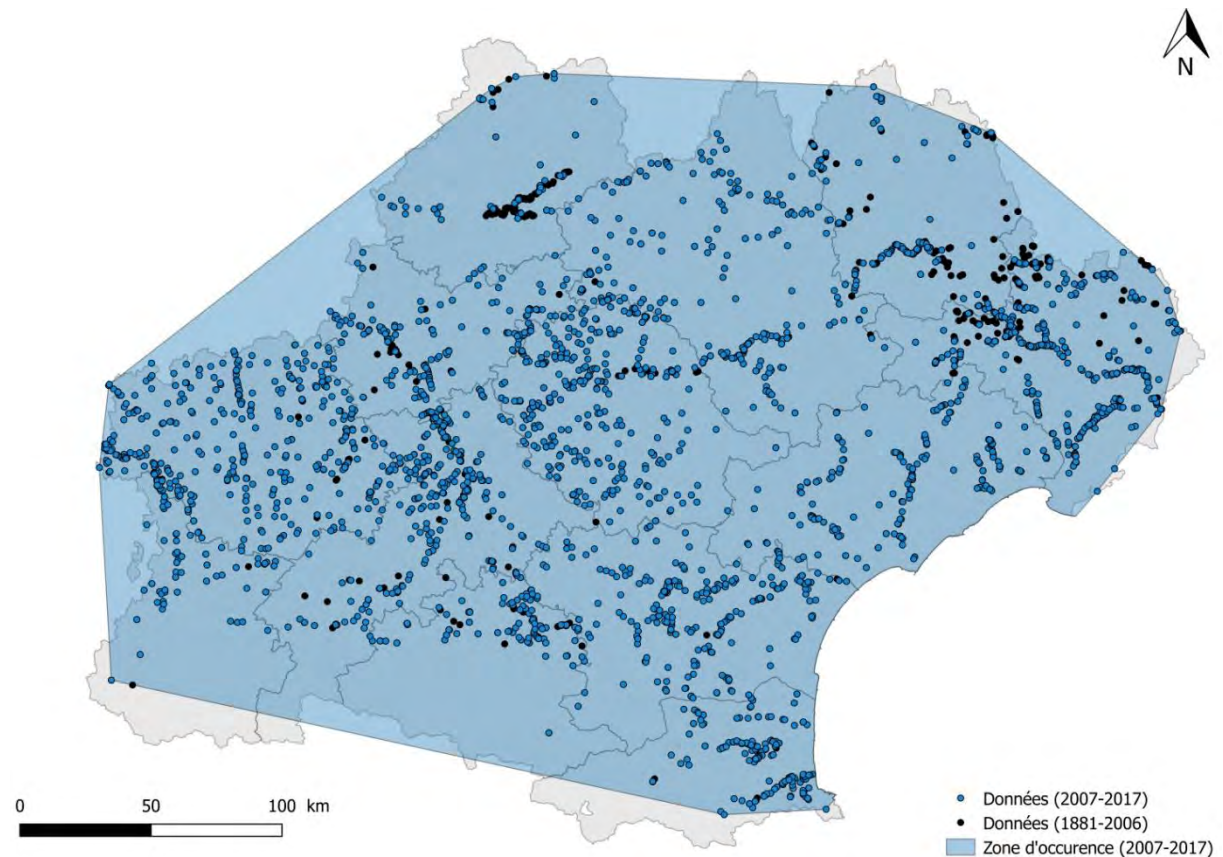 N
0 50 100 km
Données (2007-2017)
Données (1881-2006)
Zone d'occurence (2007-2017)